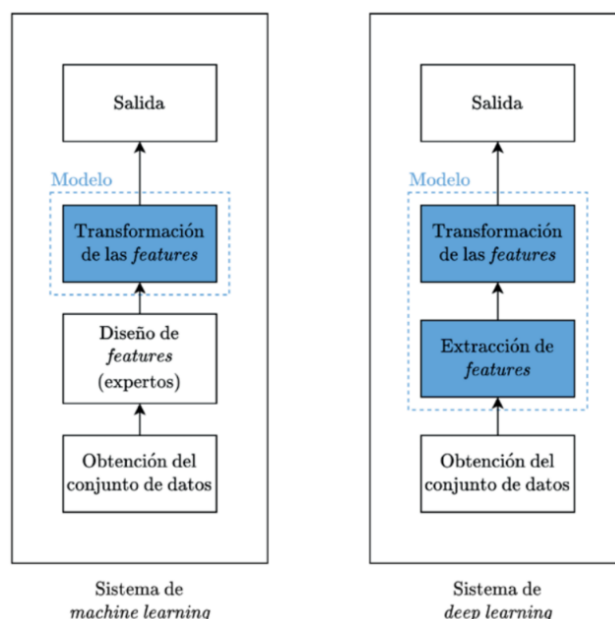 Salida
Modelo
Transformación
de las features
Diseño de
features
(expertos)
Obtención del
conjunto de datos
Sistema de
machine learning
Salida
Modelo
Transformación
de las features
Extracción de
features
Obtención del
conjunto de datos
Sistema de
deep learning